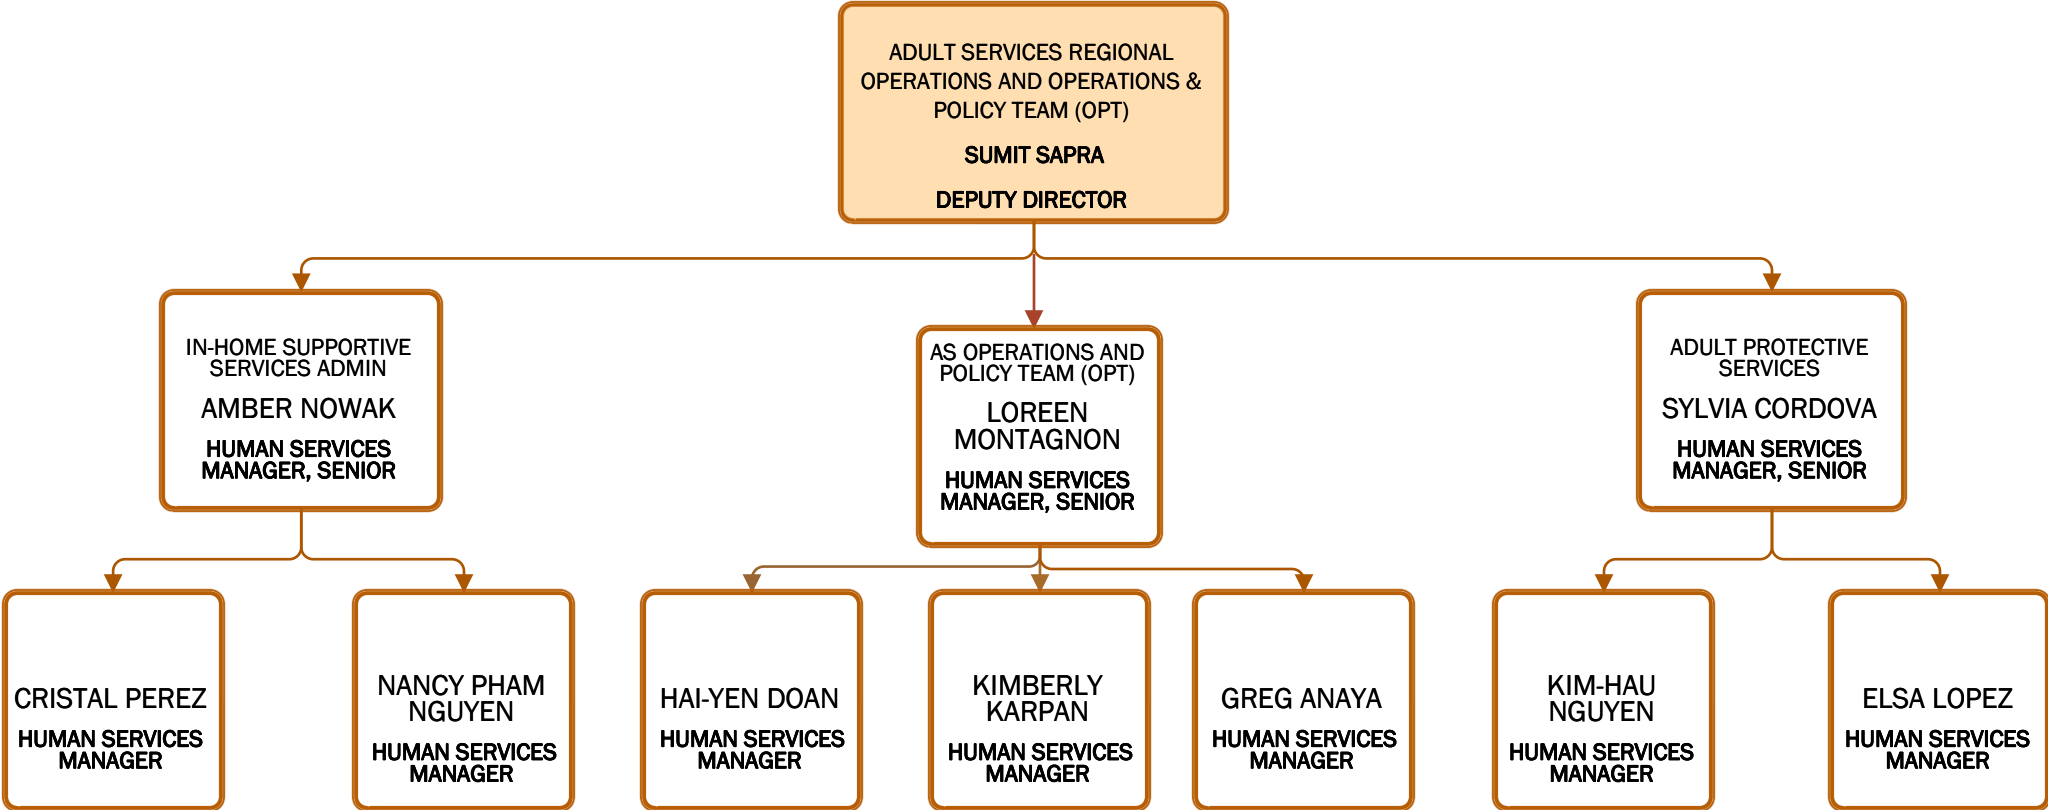 ADULT SERVICES REGIONAL
OPERATIONS AND OPERATIONS &
POLICY TEAM (OPT)
SUMIT SAPRA
DEPUTY DIRECTOR
IN-HOME SUPPORTIVE
SERVICES ADMIN
AMBER NOWAK
HUMAN SERVICES
MANAGER, SENIOR
AS OPERATIONS AND
POLICY TEAM (OPT)
LOREEN
MONTAGNON
HUMAN SERVICES
MANAGER, SENIOR
ADULT PROTECTIVE
SERVICES
SYLVIA CORDOVA
HUMAN SERVICES
MANAGER, SENIOR
CRISTAL PEREZ
HUMAN SERVICES
MANAGER
NANCY PHAM
NGUYEN
HUMAN SERVICES
MANAGER
HAI-YEN DOAN
HUMAN SERVICES
MANAGER
KIMBERLY
KARPAN
HUMAN SERVICES
MANAGER
GREG ANAYA
HUMAN SERVICES
MANAGER
KIM-HAU
NGUYEN
HUMAN SERVICES
MANAGER
ELSA LOPEZ
HUMAN SERVICES
MANAGER